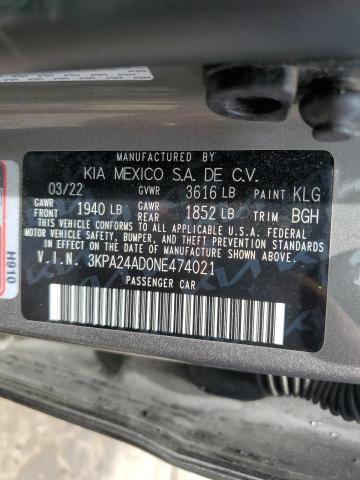 MANUFACTURED BY
KIA MEXICO S.A. DE C.V.
03/22 GVWR 3616 LB PAINT KLG
GAWR FRONT 1940 LB GAWR REAR 1852 LB TRIM BGH
THIS VEHICLE CONFORMS TO ALL APPLICABLE U.S.A. FEDERAL
MOTOR VEHICLE SAFETY, BUMPER, AND THEFT PREVENTION
STANDARDS IN EFFECT ON THE DATE OF MANUFACTURE SHOWN ABOVE.
V.I.N. 3KPA24AD0NE474021
PASSENGER CAR
H910